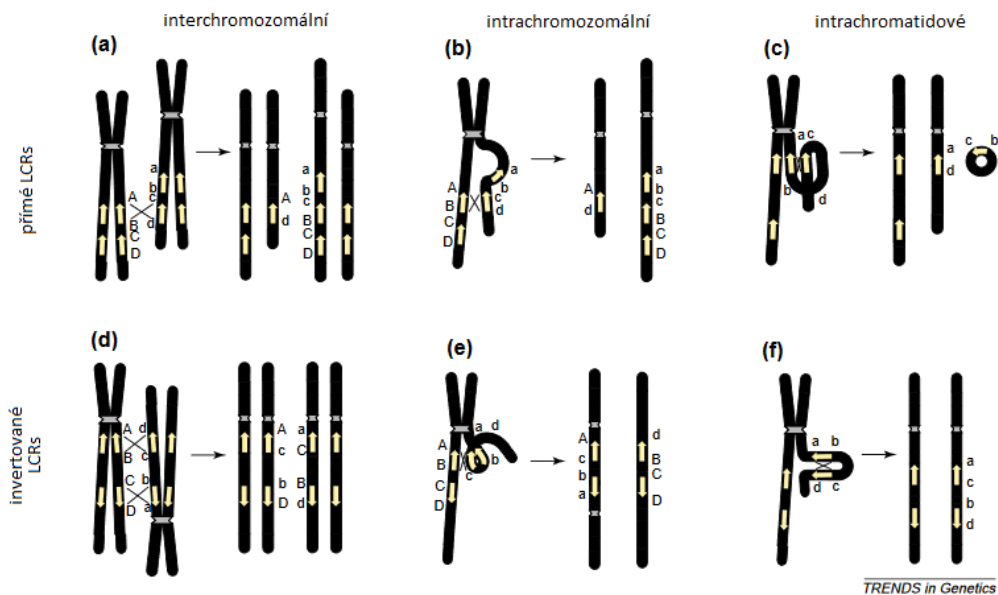 interchromozomální
intrachromozomální
intrachromatidové
přímé LCRs
(a)
a
b
A c
B d
C
D
A
d
a
b
c
B
C
D
(b)
a
A b
B c
C d
D
A
d
a
b
c
B
C
D
(c)
a c
b
d
a
d
c b
invertované
LCRs
(d)
A d
B c
C b
D a
A
c
b
D
a
C
B
d
(e)
a d
A
B b
c
C
D
A
c
b
a
d
B
C
D
(f)
a b
d c
a
c
b
d
TRENDS in Genetics